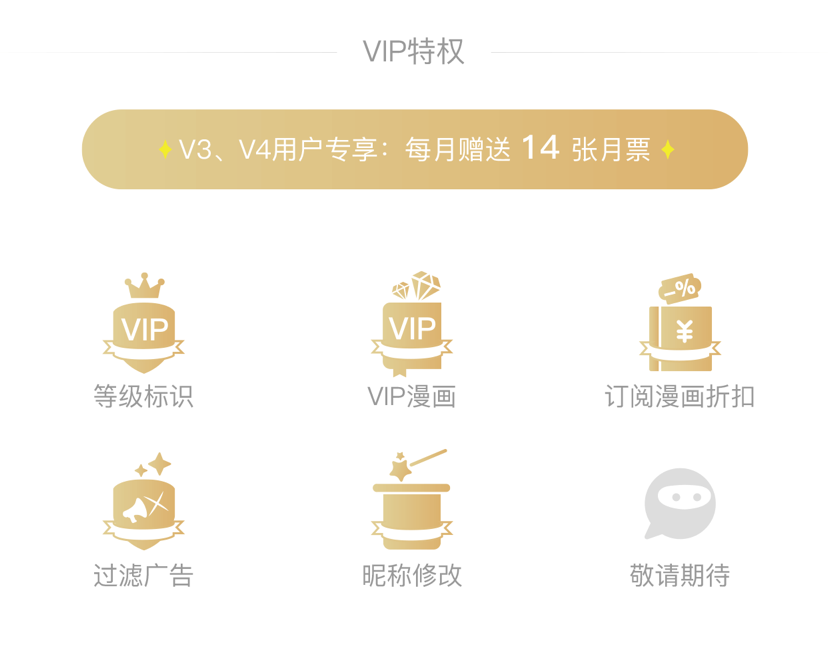 VIP特权
V3、V4用户专享：每月赠送 14 张月票
VIP
VIP
-%
¥
等级标识
VIP漫画
订阅漫画折扣
过滤广告
昵称修改
敬请期待